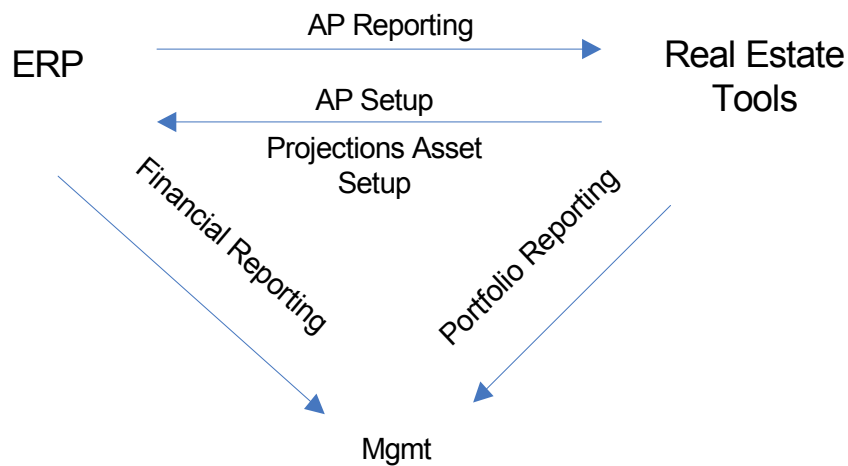 AP Reporting
ERP
Real Estate
Tools
AP Setup
Projections Asset
Setup
Financial Reporting
Portfolio Reporting
Mgmt